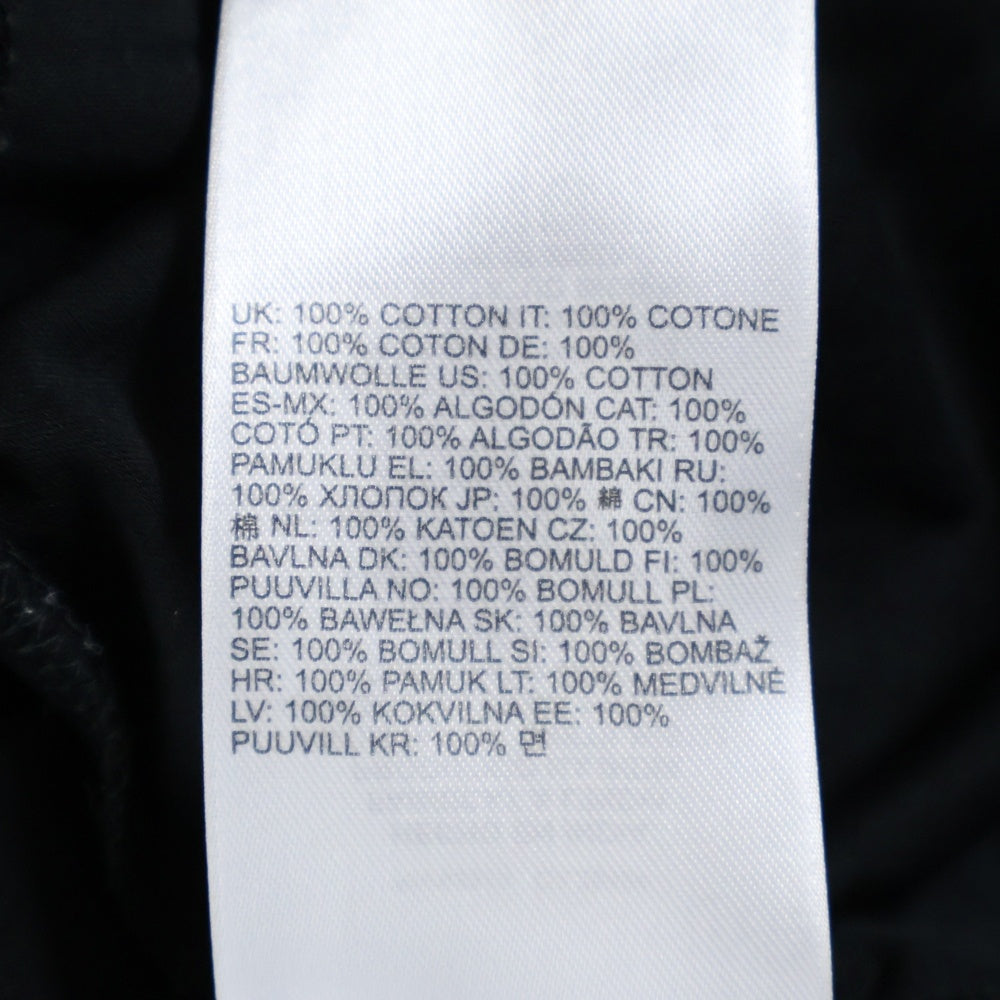 UK: 100% COTTON IT: 100% COTONE
FR: 100% COTON DE: 100%
BAUMWOLLE US: 100% COTTON
ES-MX: 100% ALGODÓN CAT: 100%
COTÓ PT: 100% ALGODÃO TR: 100%
PAMUKLU EL: 100% BAMBAKI RU:
100% ХЛОПОК JP: 100% 綿 CN: 100%
棉 NL: 100% KATOEN CZ: 100%
BAVLNA DK: 100% BOMULD FI: 100%
PUUVILLA NO: 100% BOMULL PL:
100% BAWEŁNA SK: 100% BAVLNA
SE: 100% BOMULL SI: 100% BOMBAŽ
HR: 100% PAMUK LT: 100% MEDVILNĖ
LV: 100% KOKVILNA EE: 100%
PUUVILL KR: 100% 면